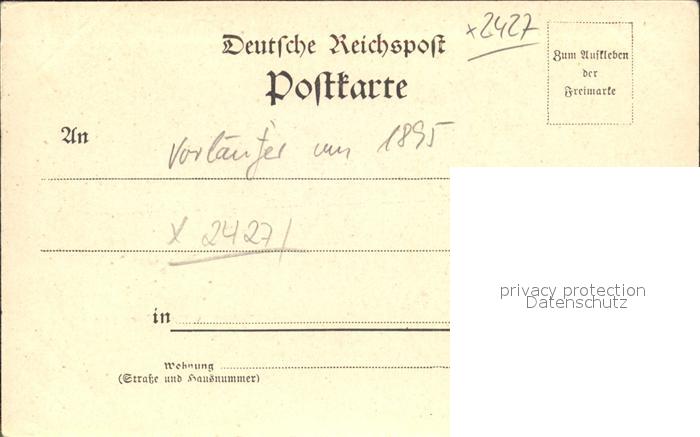 x 2427
Deutsche Reichspost
Postkarte
Zum Aufkleben
der
Freimarke
An
Vorläufer um 1895
x 2427/
in
Wohnung
(Straße und Hausnummer)
privacy protection
Datenschutz